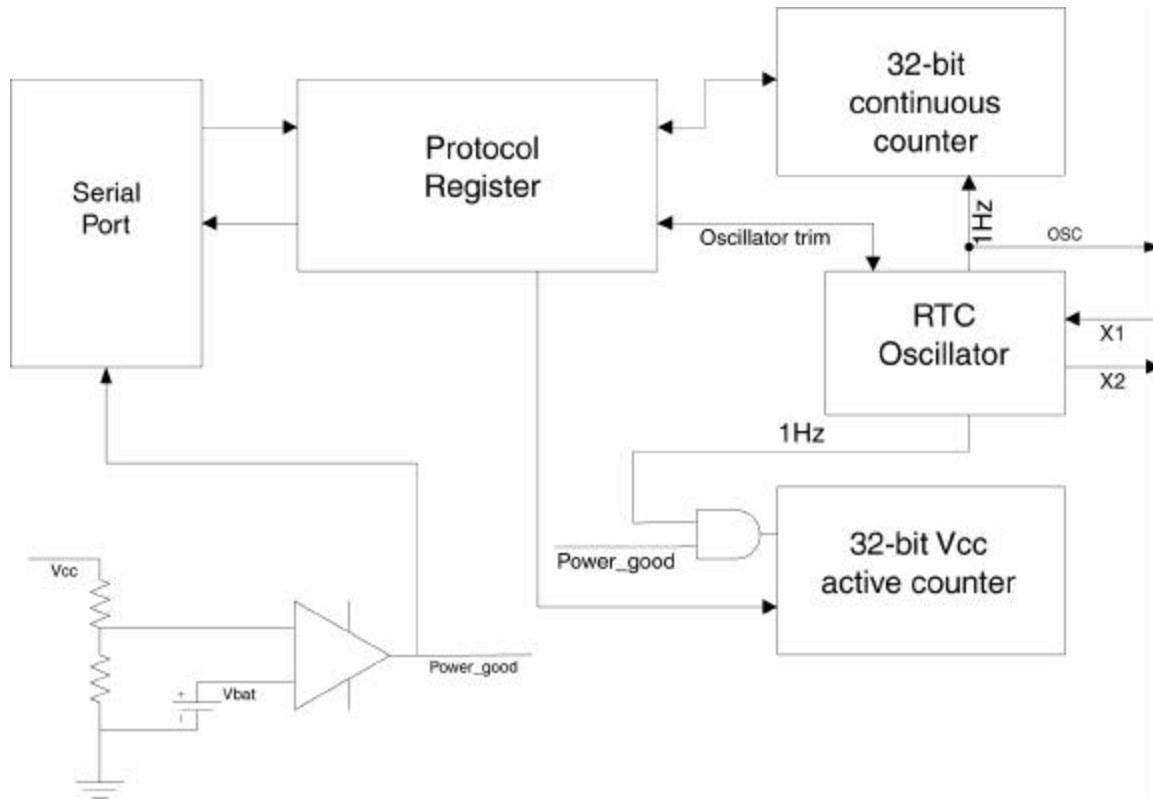 32-bit
continuous
counter
Serial
Port
Protocol
Register
1Hz
Oscillator trim
OSC
RTC
Oscillator
X1
X2
1Hz
Power_good
32-bit Vcc
active counter
Vcc
+
Vbat
-
Power_good